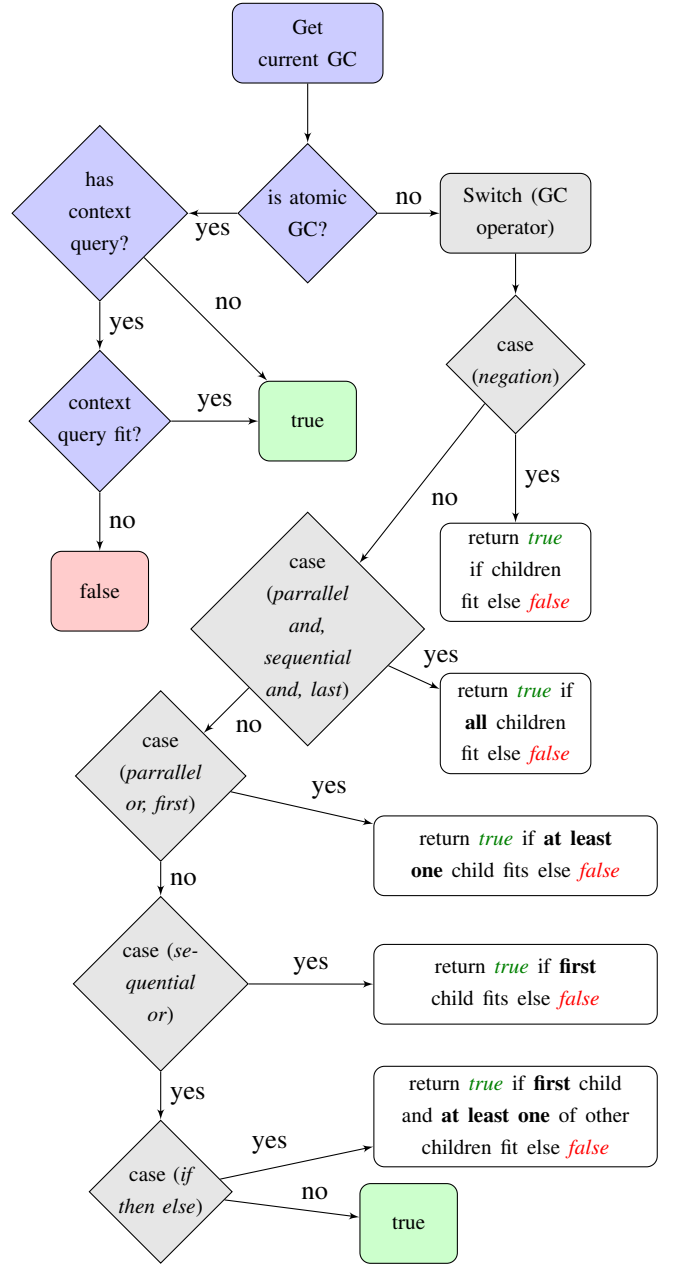 Get
current GC
is atomic
GC?
yes
no
has
context
query?
Switch (GC
operator)
yes
no
case
(negation)
context
query fit?
yes
true
no
yes
no
false
return true
if children
fit else false
case
(parrallel
and,
sequential
and, last)
yes
return true if
all children
fit else false
no
case
(parrallel
or, first)
yes
return true if at least
one child fits else false
no
case (se-
quential
or)
yes
return true if first
child fits else false
yes
case (if
then else)
yes
return true if first child
and at least one of other
children fit else false
no
true